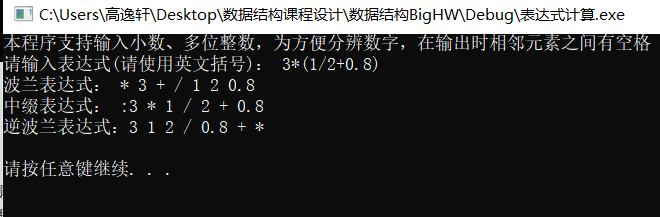 C:\Users\高逸轩\Desktop\数据结构课程设计\数据结构BigHW\Debug\表达式计算.exe
本程序支持输入小数、多位整数，为方便分辨数字，在输出时相邻元素之间有空格
请输入表达式(请使用英文括号)： 3*(1/2+0.8)
波兰表达式： * 3 + / 1 2 0.8
中缀表达式： :3 * 1 / 2 + 0.8
逆波兰表达式：3 1 2 / 0.8 + *
请按任意键继续. . .